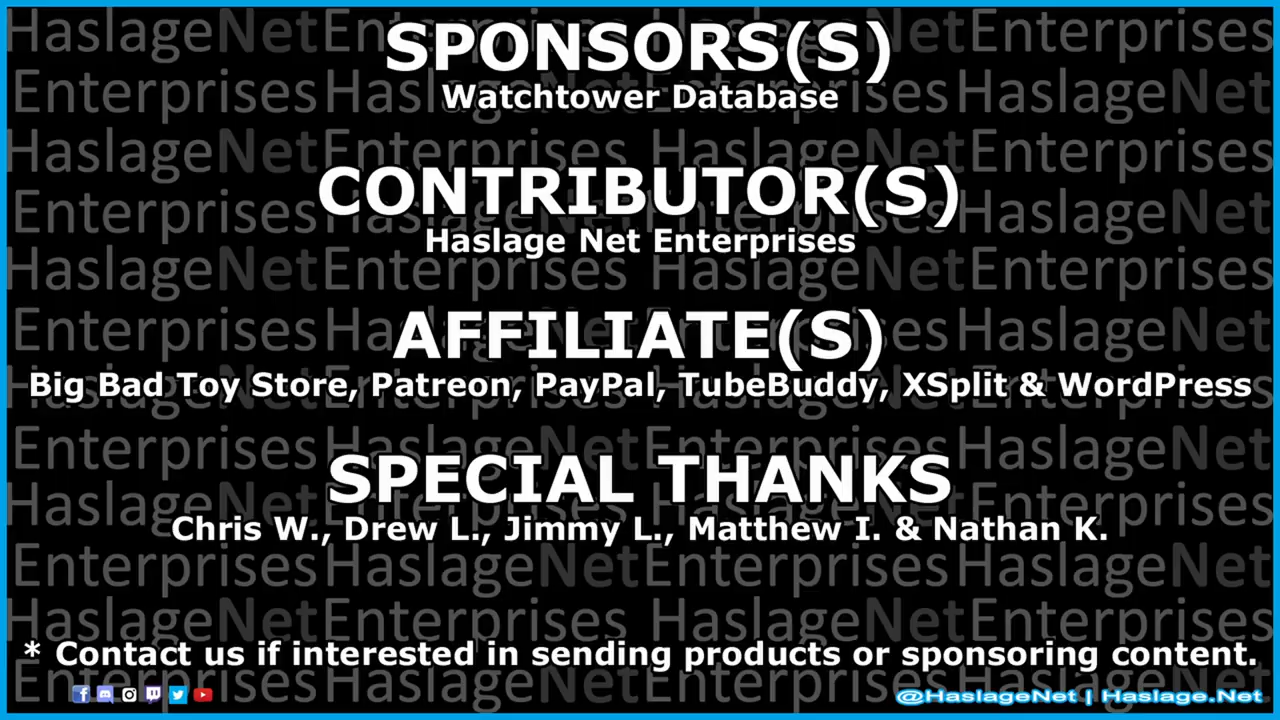 SPONSORS(S)
Watchtower Database
CONTRIBUTOR(S)
Haslage Net Enterprises
AFFILIATE(S)
Big Bad Toy Store, Patreon, PayPal, TubeBuddy, XSplit & WordPress
SPECIAL THANKS
Chris W., Drew L., Jimmy L., Matthew I. & Nathan K.
* Contact us if interested in sending products or sponsoring content.
@HaslageNet | Haslage.Net
HaslageNetEnterprises